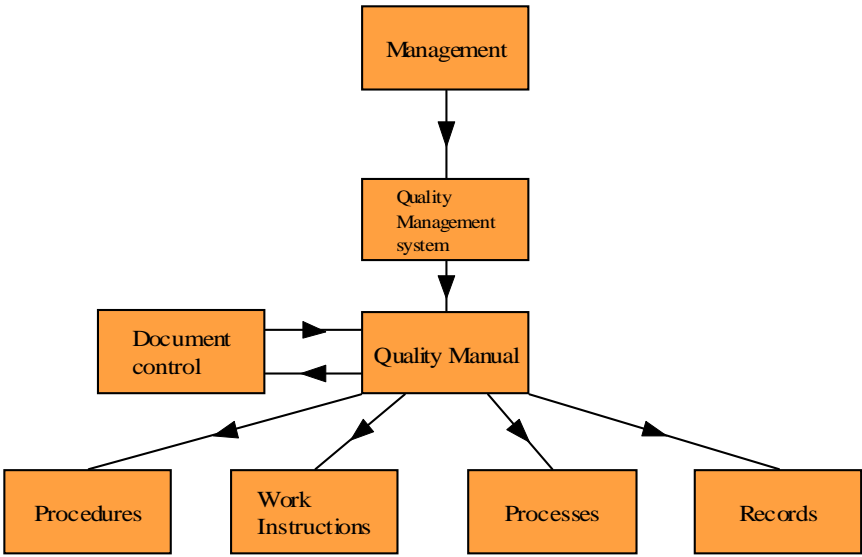 Management
Quality
Management
system
Document
control
Quality Manual
Procedures
Work
Instructions
Processes
Records